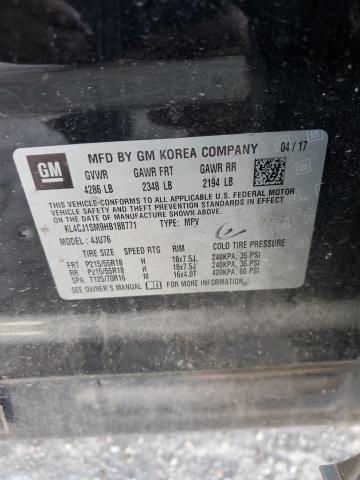 GM
MFD BY GM KOREA COMPANY 04/17
GVWR GAWR FRT GAWR RR
4286 LB 2348 LB 2194 LB
THIS VEHICLE CONFORMS TO ALL APPLICABLE U.S. FEDERAL MOTOR
VEHICLE SAFETY, BUMPER, AND THEFT PREVENTION STANDARDS IN
EFFECT ON THE DATE OF MANUFACTURE SHOWN ABOVE.
KL4CJ1SM9HB188771 TYPE: MPV
MODEL: 4JU76
TIRE SIZE SPEED RTG RIM COLD TIRE PRESSURE
FRT P215/55R18 H 18x7.5J 240KPA, 35 PSI
RR P215/55R18 H 18x7.5J 240KPA, 35 PSI
SPA T125/70R16 M 16x4.0T 420KPA, 60 PSI
SEE OWNER'S MANUAL FOR MORE INFORMATION.